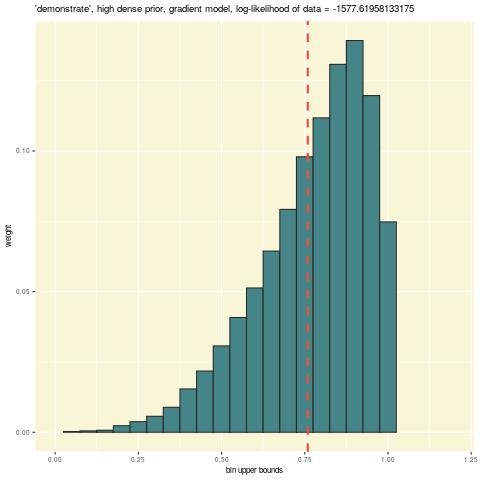 'demonstrate', high dense prior, gradient model, log-likelihood of data = -1577.61958133175
0.10
weight
0.05
0.00
0.00 0.25 0.50 0.75 1.00 1.25
bin upper bounds